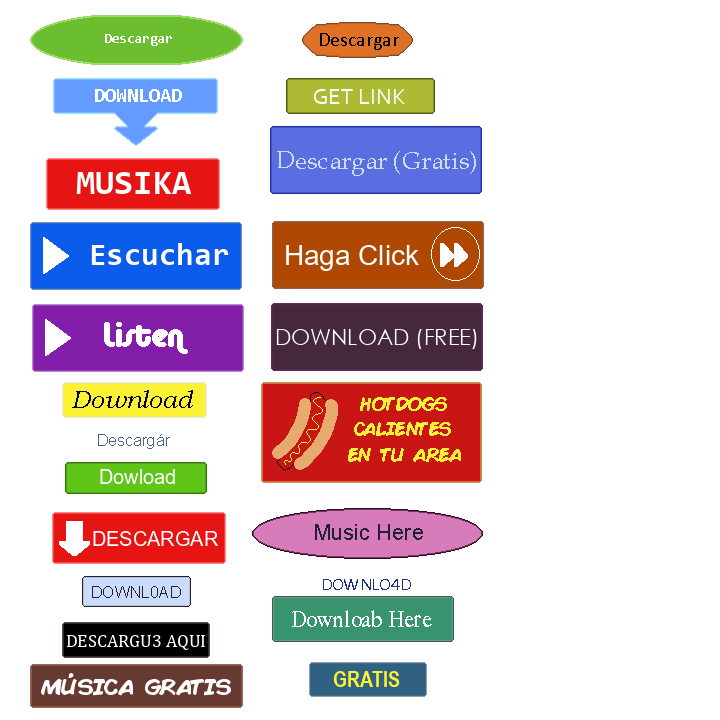 Descargar
DOWNLOAD
MUSIKA
Escuchar
listen
Download
Descargár
Dowload
DESCARGAR
DOWNL0AD
DESCARGU3 AQUI
MÚSICA GRATIS
Descargar
GET LINK
Descargar (Gratis)
Haga Click
DOWNLOAD (FREE)
HOTDOGS
CALIENTES
EN TU AREA
Music Here
DOWNLO4D
Downloab Here
GRATIS